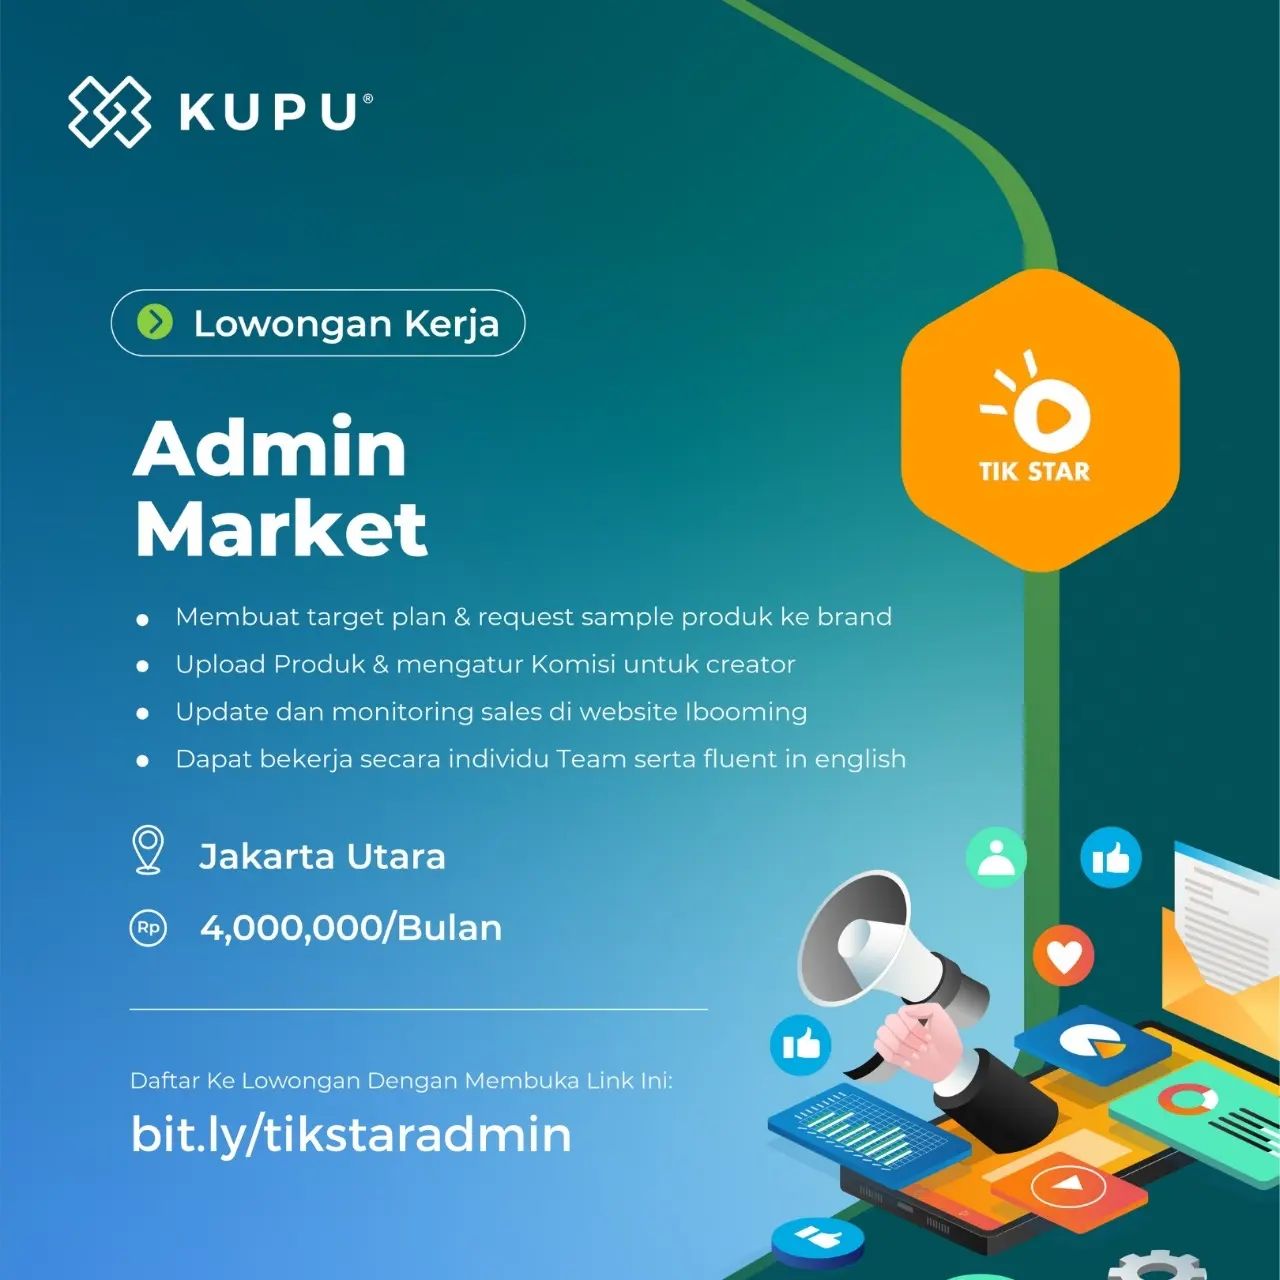 KUPU®
Lowongan Kerja
Admin
Market
TIK STAR
• Membuat target plan & request sample produk ke brand
• Upload Produk & mengatur Komisi untuk creator
• Update dan monitoring sales di website Ibooming
• Dapat bekerja secara individu Team serta fluent in english
Jakarta Utara
Rp 4,000,000/Bulan
Daftar Ke Lowongan Dengan Membuka Link Ini:
bit.ly/tikstaradmin